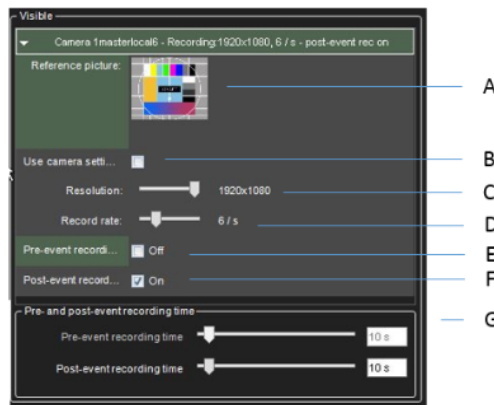 Visible
Camera 1masterlocal6 - Recording:1920x1080, 6 / s - post-event rec on
Reference picture:
A
Use camera setti...
B
Resolution:
1920x1080
C
Record rate:
6 / s
D
Pre-event recordi...
Off
E
Post-event record...
On
F
Pre- and post-event recording time
G
Pre-event recording time
10 s
Post-event recording time
10 s